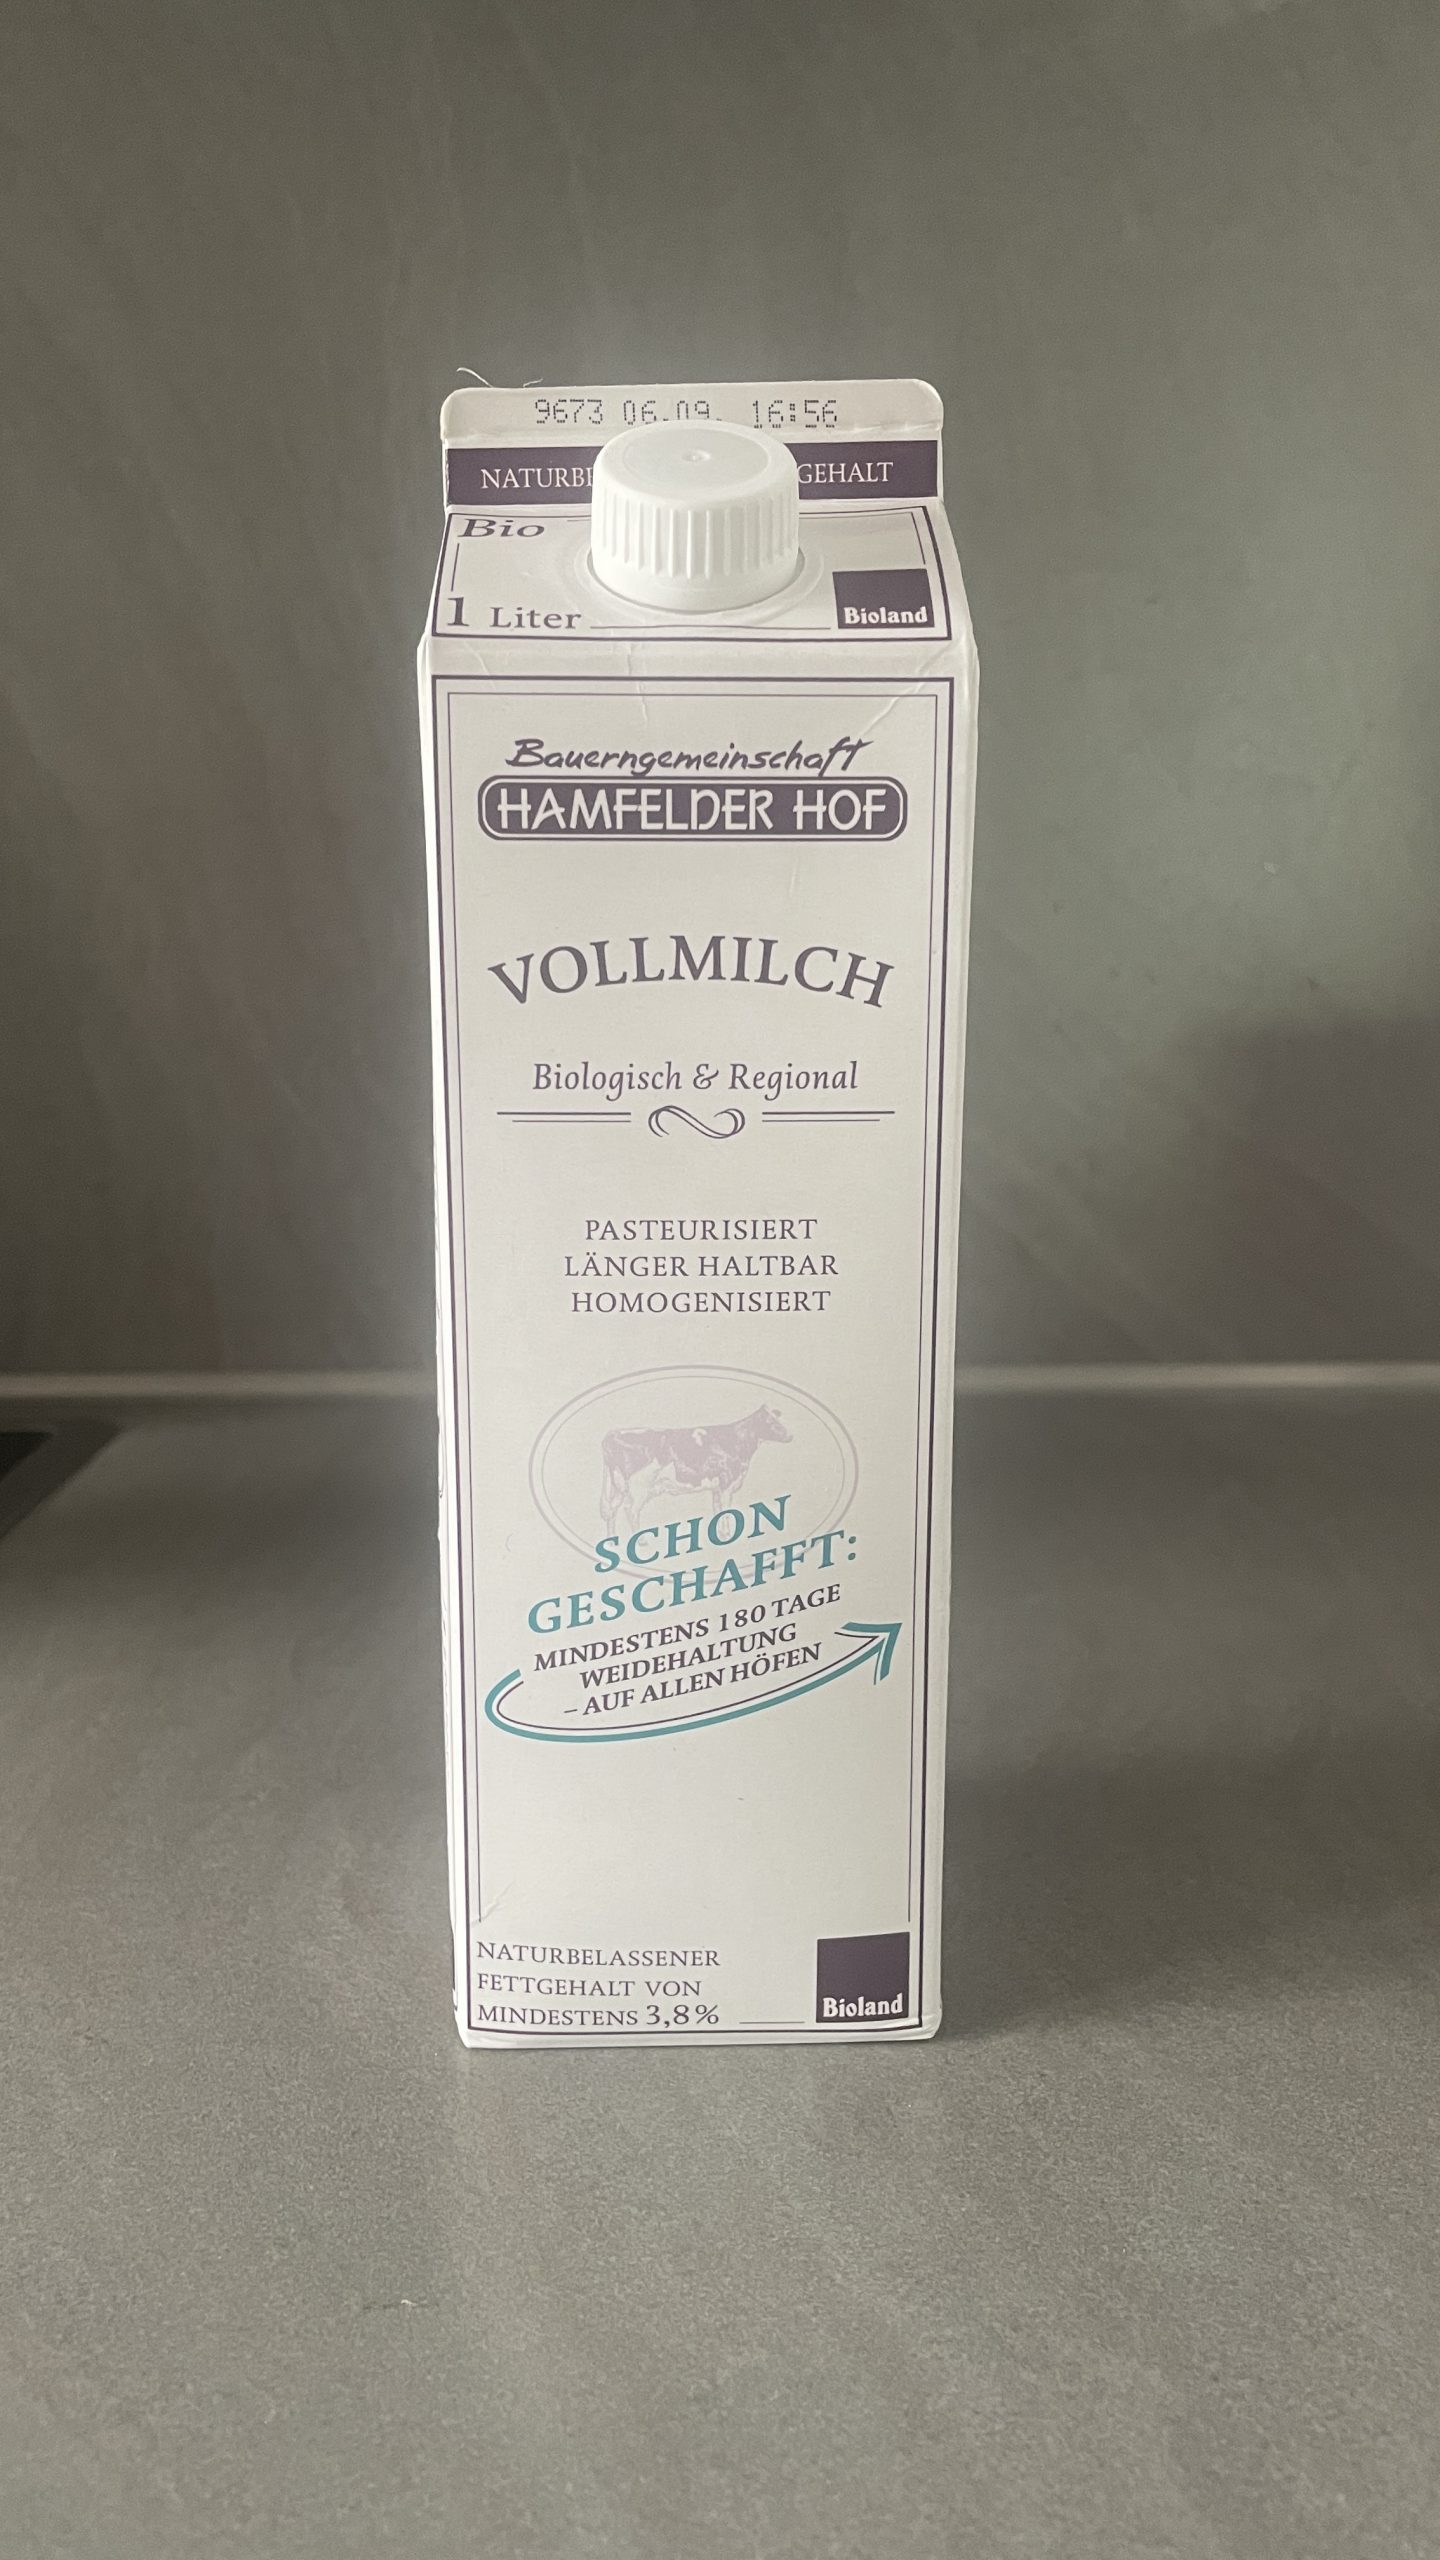 9673 06.09. 16:56
GEHALT
Bio
1 Liter
Bioland
Bauerngemeinschaft
HAMFELDER HOF
VOLLMILCH
Biologisch & Regional
PASTEURISIERT
LÄNGER HALTBAR
HOMOGENISIERT
SCHON
GESCHAFFT:
MINDESTENS 180 TAGE
WEIDEHALTUNG
– AUF ALLEN HÖFEN
NATURBELASSENER
FETTGEHALT VON
MINDESTENS 3,8%
Bioland